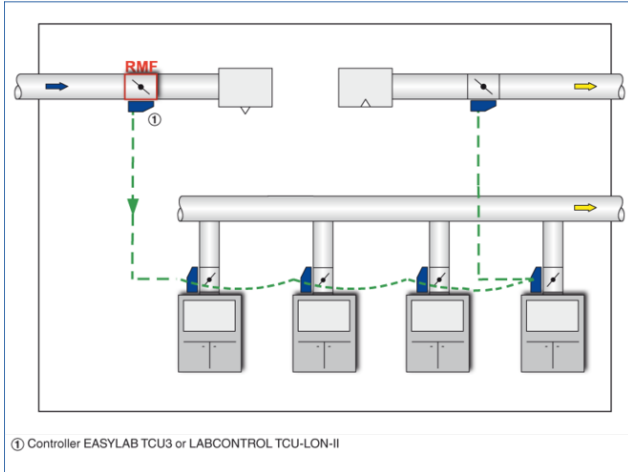 RMF
①
① Controller EASYLAB TCU3 or LABCONTROL TCU-LON-II